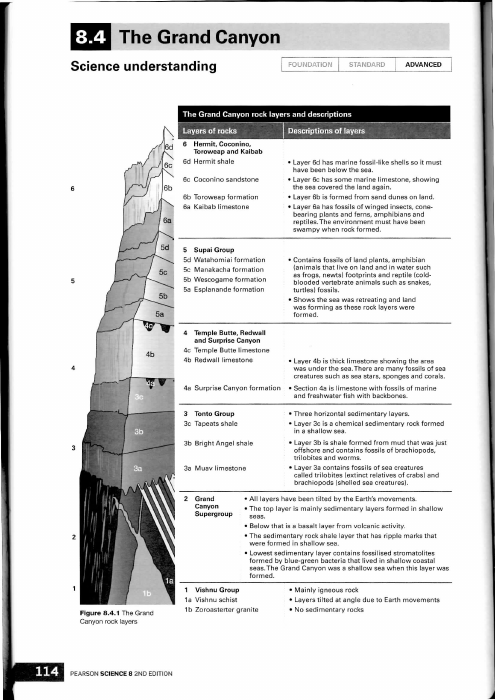 8.4 The Grand Canyon
Science understanding
FOUNDATION STANDARD ADVANCED
The Grand Canyon rock layers and descriptions
Layers of rocks
Descriptions of layers
6 Hermit, Coconino,
Toroweap and Kaibab
6d Hermit shale
• Layer 6d has marine fossil-like shells so it must
have been below the sea.
6c Coconino sandstone
• Layer 6c has some marine limestone, showing
the sea covered the land again.
6b Toroweap formation
• Layer 6b is formed from sand dunes on land.
6a Kaibab limestone
• Layer 6a has fossils of winged insects, cone-
bearing plants and ferns, amphibians and
reptiles. The environment must have been
swampy when rock formed.
5 Supai Group
5d Watahomiai formation
5c Manakacha formation
5b Wescogame formation
5a Esplanande formation
• Contains fossils of land plants, amphibian
(animals that live on land and in water such
as frogs, newts) footprints and reptile (cold-
blooded vertebrate animals such as snakes,
turtles) fossils.
• Shows the sea was retreating and land
was forming as these rock layers were
formed.
4 Temple Butte, Redwall
and Surprise Canyon
4c Temple Butte limestone
4b Redwall limestone
• Layer 4b is thick limestone showing the area
was under the sea. There are many fossils of sea
creatures such as sea stars, sponges and corals.
4a Surprise Canyon formation
• Section 4a is limestone with fossils of marine
and freshwater fish with backbones.
3 Tonto Group
• Three horizontal sedimentary layers.
3c Tapeats shale
• Layer 3c is a chemical sedimentary rock formed
in a shallow sea.
3b Bright Angel shale
• Layer 3b is shale formed from mud that was just
offshore and contains fossils of brachiopods,
trilobites and worms.
3a Muav limestone
• Layer 3a contains fossils of sea creatures
called trilobites (extinct relatives of crabs) and
brachiopods (shelled sea creatures).
2 Grand
Canyon
Supergroup
• All layers have been tilted by the Earth's movements.
• The top layer is mainly sedimentary layers formed in shallow
seas.
• Below that is a basalt layer from volcanic activity.
• The sedimentary rock shale layer that has ripple marks that
were formed in shallow sea.
• Lowest sedimentary layer contains fossilised stromatolites
formed by blue-green bacteria that lived in shallow coastal
seas. The Grand Canyon was a shallow sea when this layer was
formed.
1 Vishnu Group
1a Vishnu schist
1b Zoroasterter granite
• Mainly igneous rock
• Layers tilted at angle due to Earth movements
• No sedimentary rocks
6
5
4
3
2
1
6d
6c
6b
6a
5d
5c
5b
5a
4c
4b
4a
3c
3b
3a
1a
1b
Figure 8.4.1 The Grand
Canyon rock layers
114 PEARSON SCIENCE 8 2ND EDITION